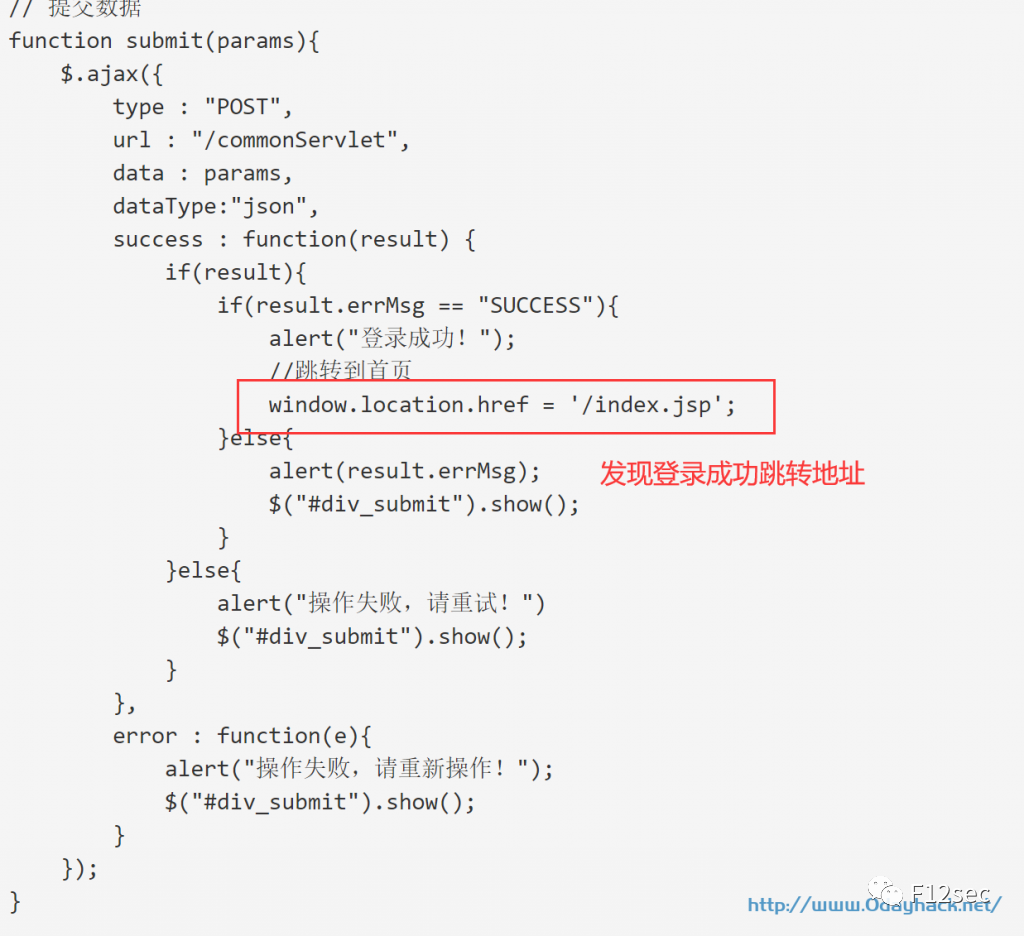 // 提交数据
function submit(params){
$.ajax({
type : "POST",
url : "/commonServlet",
data : params,
dataType:"json",
success : function(result) {
if(result){
if(result.errMsg == "SUCCESS"){
alert("登录成功！");
//跳转到首页
window.location.href = '/index.jsp';
}else{
alert(result.errMsg);
发现登录成功跳转地址
$("#div_submit").show();
}
}else{
alert("操作失败，请重试！")
$("#div_submit").show();
}
},
error : function(e){
alert("操作失败，请重新操作！");
$("#div_submit").show();
}
});
}
F12sec
http://www.0dayhack.net/